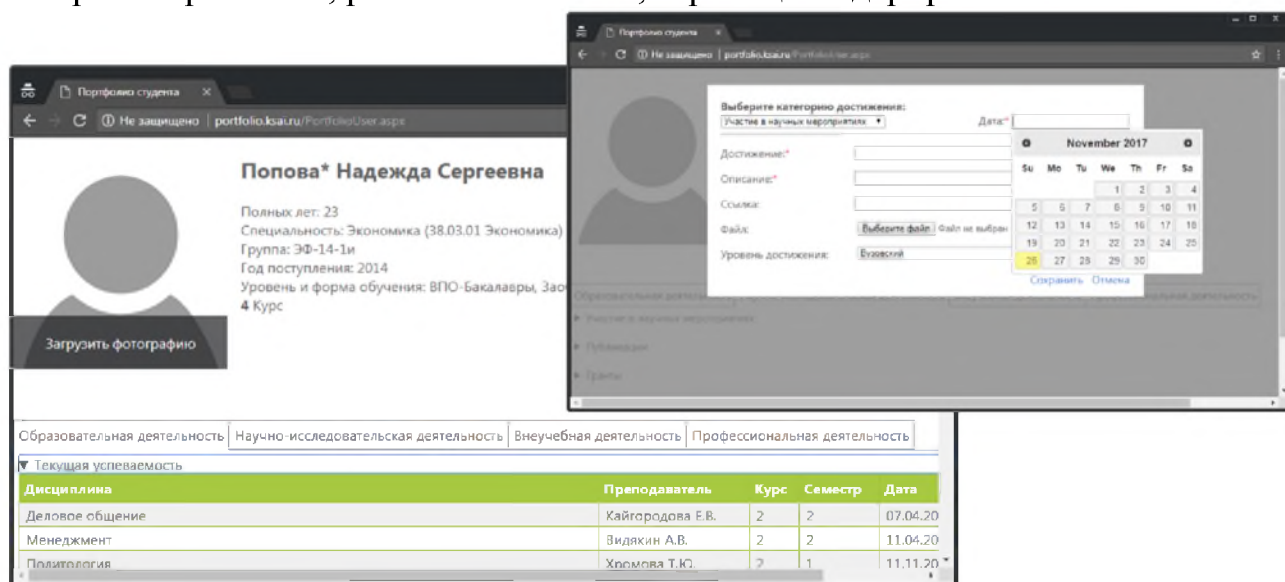 Портфолио студента
Не защищено | portfolio.ksai.ru/PortfolioUser.aspx
Попова* Надежда Сергеевна
Полных лет: 23
Специальность: Экономика (38.03.01 Экономика)
Группа: ЭФ-14-1и
Год поступления: 2014
Уровень и форма обучения: ВПО-Бакалавры, Зао
4 Курс
Загрузить фотографию
Образовательная деятельность Научно-исследовательская деятельность Внеучебная деятельность Профессиональная деятельность
Текущая успеваемость
Дисциплина Преподаватель Курс Семестр Дата
Деловое общение Кайгородова Е.В. 2 2 07.04.20
Менеджмент Видякин А.В. 2 2 11.04.20
Политология Хромова Т.Ю. 2 1 11.11.20
Портфолио студента
Не защищено | portfolio.ksai.ru/PortfolioUser.aspx
Выберите категорию достижения:
Участие в научных мероприятиях Дата:*
Достижение:*
Описание:*
Ссылка:
Файл: Выберите файл Файл не выбран
Уровень достижения: Вузовский
November 2017
Su Mo Tu We Th Fr Sa
1 2 3 4
5 6 7 8 9 10 11
12 13 14 15 16 17 18
19 20 21 22 23 24 25
26 27 28 29 30
Сохранить Отмена
Образовательная деятельность
Участие в научных мероприятиях
Публикации
Гранты